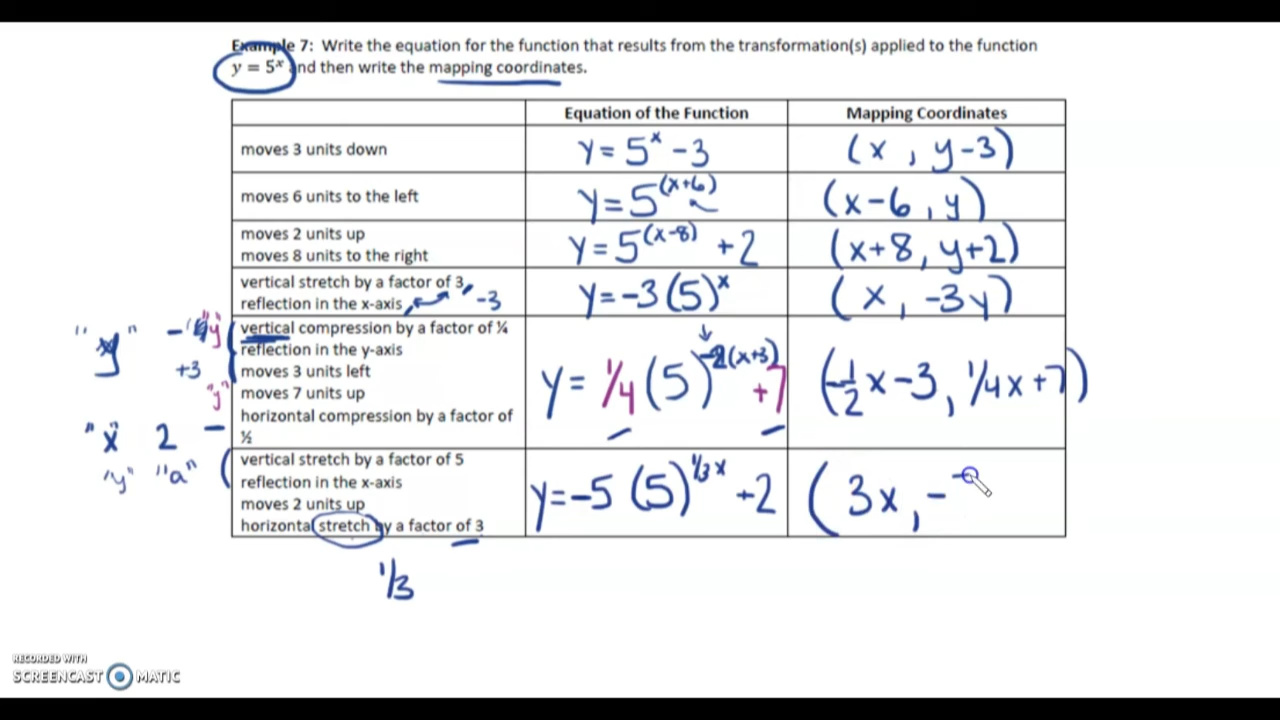 Example 7: Write the equation for the function that results from the transformation(s) applied to the function
y = 5ˣ and then write the mapping coordinates.
Equation of the Function
Mapping Coordinates
moves 3 units down
y = 5ˣ - 3
(x , y-3)
moves 6 units to the left
y = 5^(x+6)
(x-6, y)
moves 2 units up
moves 8 units to the right
y = 5^(x-8) + 2
(x+8, y+2)
vertical stretch by a factor of 3
reflection in the x-axis
-3
y = -3(5)ˣ
(x, -3y)
vertical compression by a factor of ¼
reflection in the y-axis
moves 3 units left
moves 7 units up
horizontal compression by a factor of
½
y = 1/4 (5)^-2(x+3) +7
(-1/2x-3, 1/4x+7)
+3
"y"
"x" 2 -
"y" "a"
vertical stretch by a factor of 5
reflection in the x-axis
moves 2 units up
horizontal stretch by a factor of 3
y = -5(5)^1/3x +2
(3x, -
1/3
RECORDED WITH
SCREENCAST MATIC